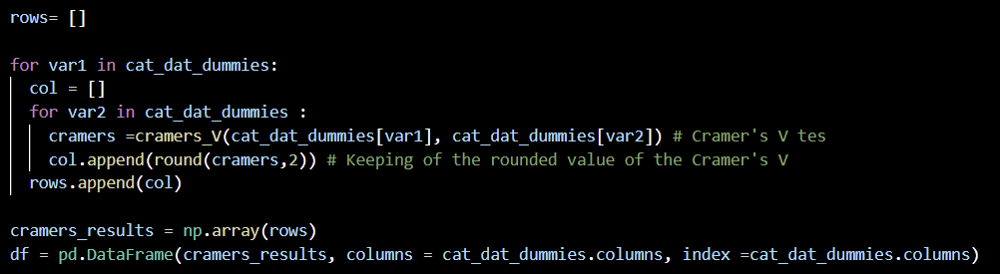 rows= []
for var1 in cat_dat_dummies:
col = []
for var2 in cat_dat_dummies :
cramers =cramers_V(cat_dat_dummies[var1], cat_dat_dummies[var2]) # Cramer's V tes
col.append(round(cramers,2)) # Keeping of the rounded value of the Cramer's V
rows.append(col)
cramers_results = np.array(rows)
df = pd.DataFrame(cramers_results, columns = cat_dat_dummies.columns, index =cat_dat_dummies.columns)